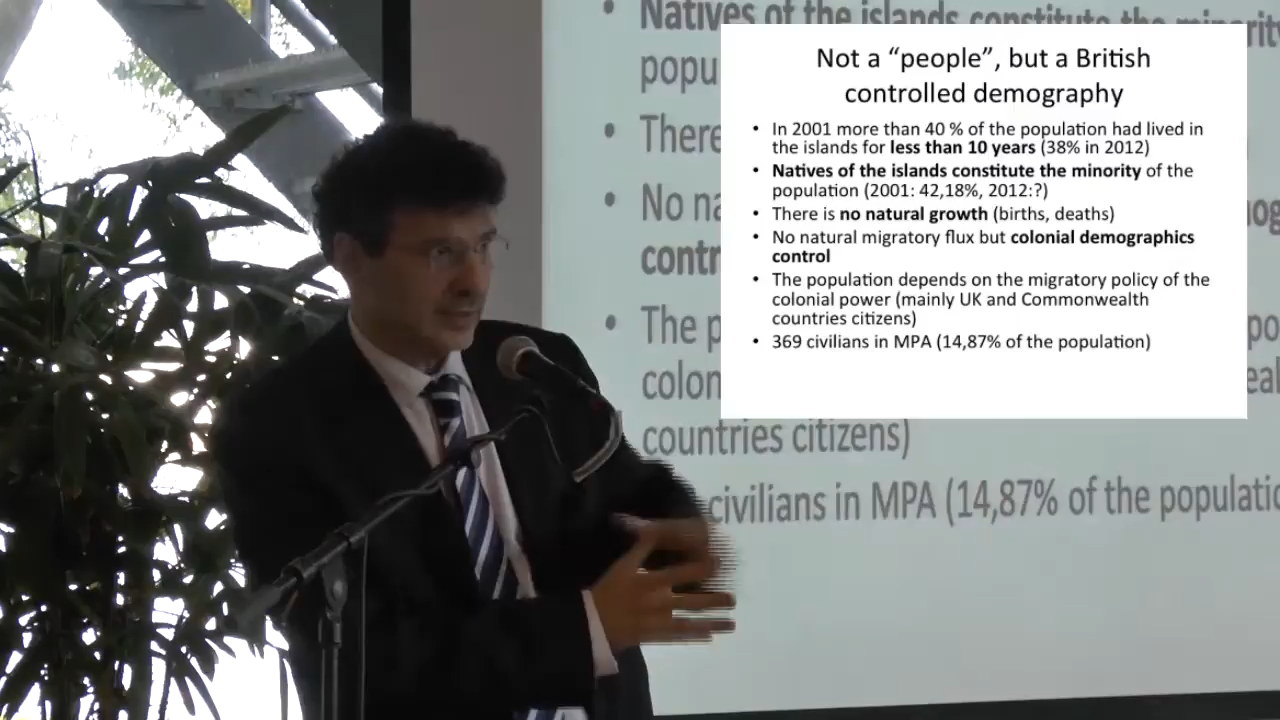 Not a “people”, but a British
controlled demography
• In 2001 more than 40 % of the population had lived in
the islands for less than 10 years (38% in 2012)
• Natives of the islands constitute the minority of the
population (2001: 42,18%, 2012:?)
• There is no natural growth (births, deaths)
• No natural migratory flux but colonial demographics
control
• The population depends on the migratory policy of the
colonial power (mainly UK and Commonwealth
countries citizens)
• 369 civilians in MPA (14,87% of the population)
• Natives of the islands constitute the minority
popu
• There
• No na
contr
• The p
colon
countries citizens)
civilians in MPA (14,87% of the populatio